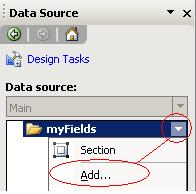 Data Source
Design Tasks
Data source:
Main
myFields
Section
Add...